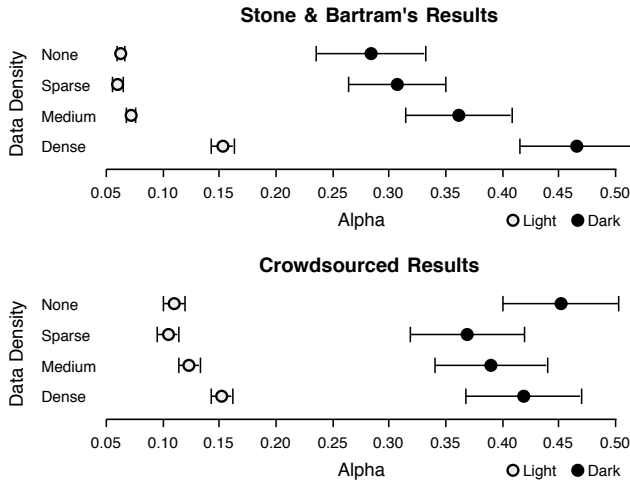 Stone & Bartram's Results
Data Density
None
Sparse
Medium
Dense
0.05 0.10 0.15 0.20 0.25 0.30 0.35 0.40 0.45 0.50
Alpha
Light Dark
Crowdsourced Results
Data Density
None
Sparse
Medium
Dense
0.05 0.10 0.15 0.20 0.25 0.30 0.35 0.40 0.45 0.50
Alpha
Light Dark